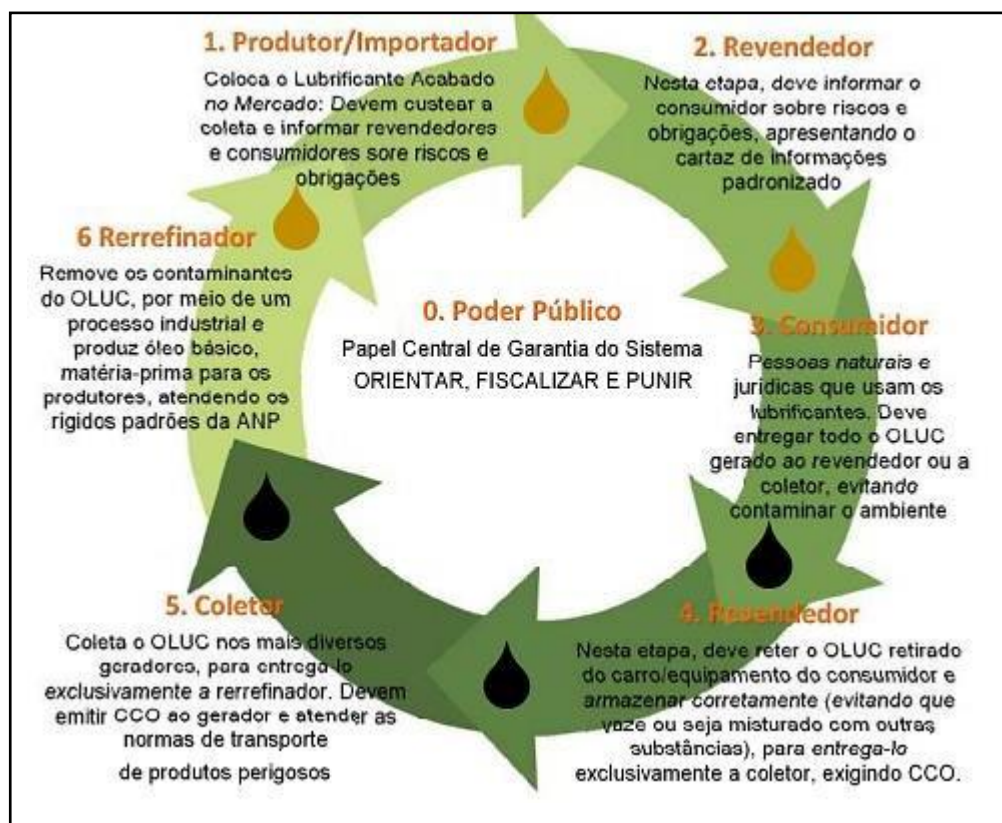 1. Produtor/Importador
Coloca o Lubrificante Acabado
no Mercado: Devem custear a
coleta e informar revendedores
e consumidores sore riscos e
obrigações
2. Revendedor
Nesta etapa, deve informar o
consumidor sobre riscos e
obrigações, apresentando o
cartaz de informações
padronizado
6 Rerrefinador
Remove os contaminantes
do OLUC, por meio de um
processo industrial e
produz óleo básico,
matéria-prima para os
produtores, atendendo os
rígidos padrões da ANP
0. Poder Público
Papel Central de Garantia do Sistema
ORIENTAR, FISCALIZAR E PUNIR
3. Consumidor
Pessoas naturais e
jurídicas que usam os
lubrificantes. Deve
entregar todo o OLUC
gerado ao revendedor ou a
coletor, evitando
contaminar o ambiente
5. Coletor
Coleta o OLUC nos mais diversos
geradores, para entrega-lo
exclusivamente a rerrefinador. Devem
emitir CCO ao gerador e atender as
normas de transporte
de produtos perigosos
4. Revendedor
Nesta etapa, deve reter o OLUC retirado
do carro/equipamento do consumidor e
armazenar corretamente (evitando que
vaze ou seja misturado com outras
substâncias), para entrega-lo
exclusivamente a coletor, exigindo CCO.